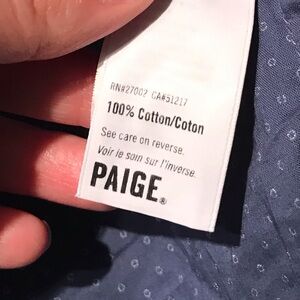 RN#27002 CA#51217
100% Cotton/Coton
See care on reverse.
Voir le soin sur l'inverse.
PAIGE®